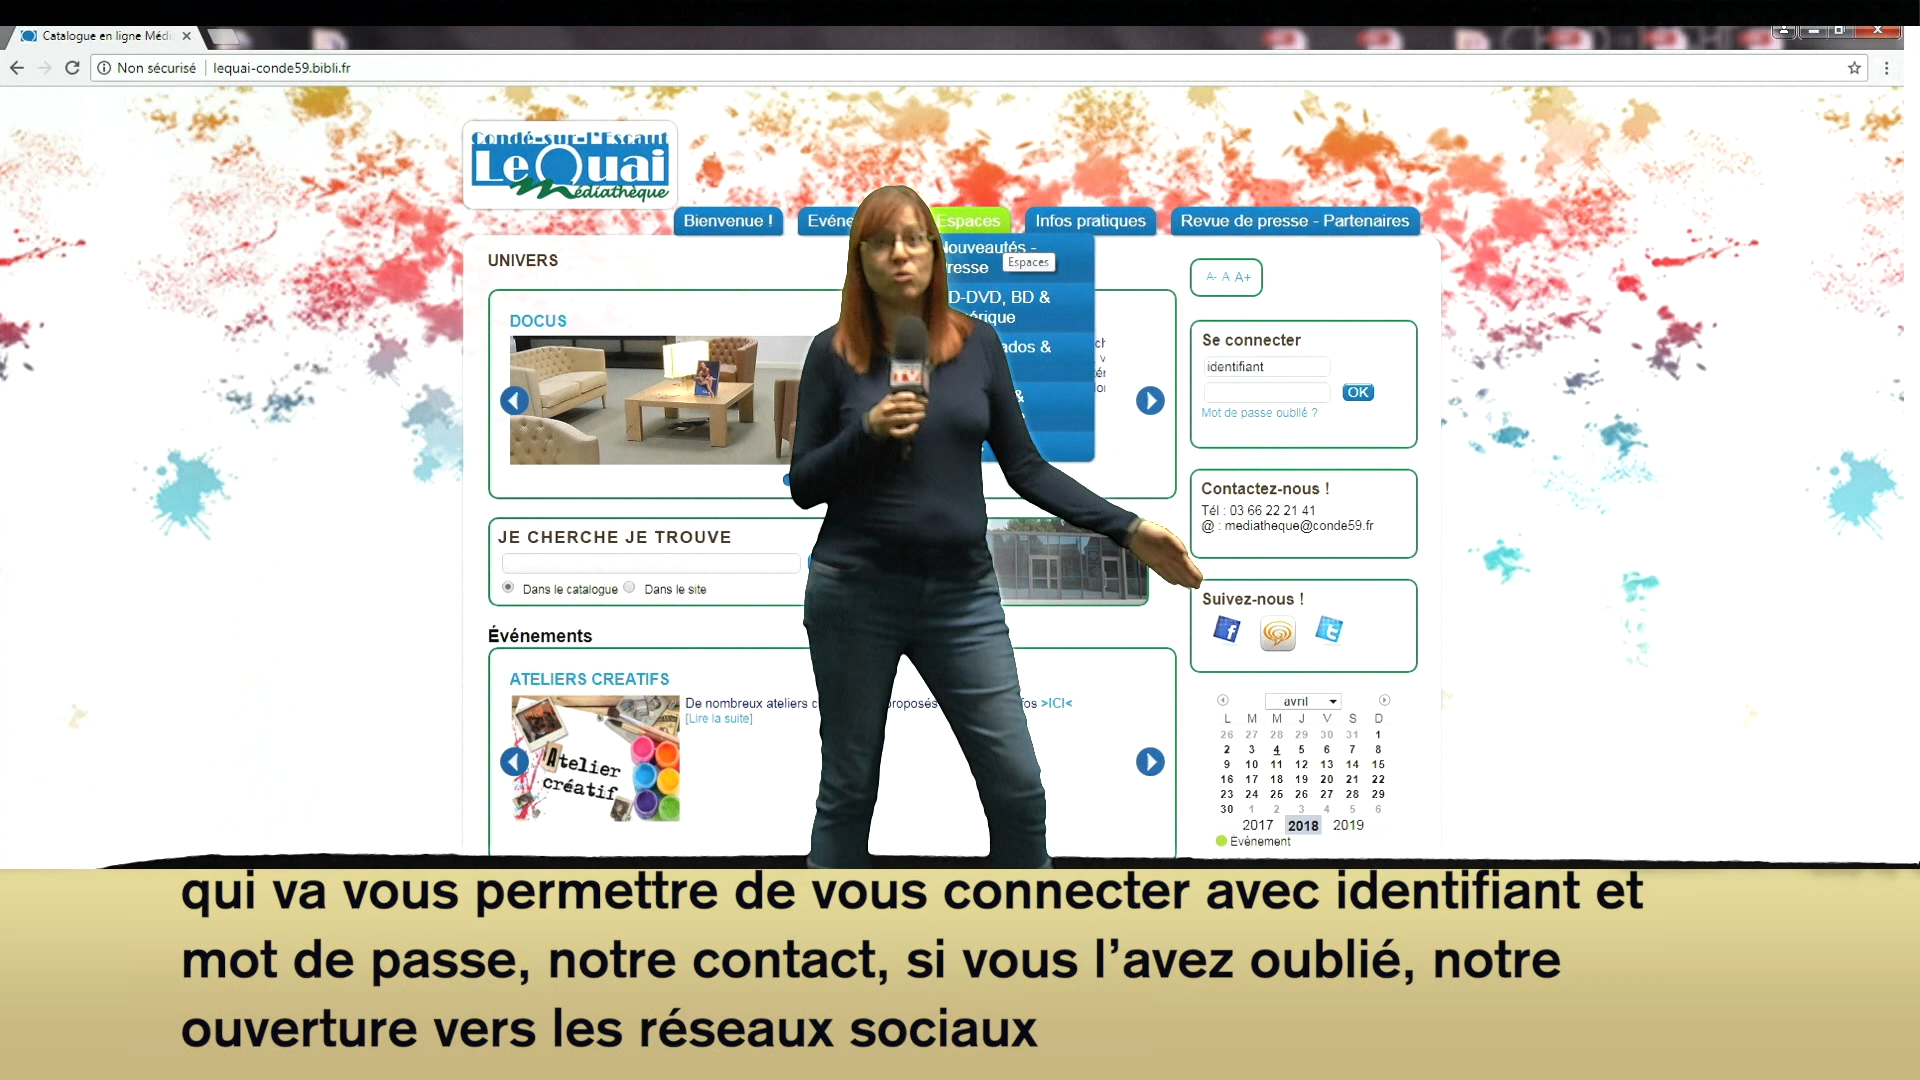 Catalogue en ligne Médi
Non sécurisé lequai-conde59.bibli.fr
Condé-sur-l'Escaut
Le Quai
Médiathèque
Bienvenue !
Espaces
Infos pratiques
Revue de presse - Partenaires
Nouveautés -
Presse
Espaces
BD &
ados &
&
UNIVERS
DOCUS
A- A A+
Se connecter
identifiant
OK
Mot de passe oublié ?
Contactez-nous !
Tél : 03 66 22 21 41
@ : mediatheque@conde59.fr
JE CHERCHE JE TROUVE
Dans le catalogue Dans le site
Suivez-nous !
Événements
ATELIERS CREATIFS
De nombreux ateliers >ICI<
[Lire la suite]
Atelier
créatif
avril
L M M J V S D
26 27 28 29 30 31 1
2 3 4 5 6 7 8
9 10 11 12 13 14 15
16 17 18 19 20 21 22
23 24 25 26 27 28 29
30 1 2 3 4 5 6
2017 2018 2019
Évènement
qui va vous permettre de vous connecter avec identifiant et
mot de passe, notre contact, si vous l'avez oublié, notre
ouverture vers les réseaux sociaux